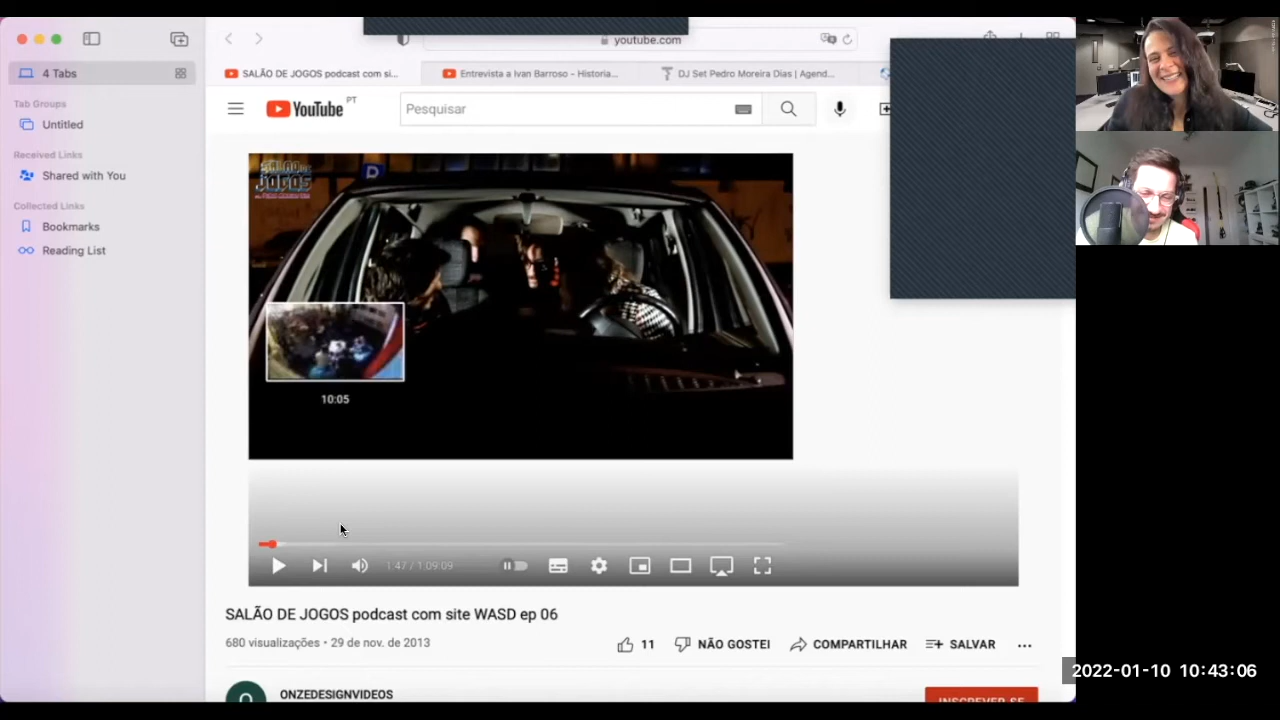 youtube.com
4 Tabs
SALÃO DE JOGOS podcast com si...
Entrevista a Ivan Barroso - Historia...
DJ Set Pedro Moreira Dias | Agend...
Tab Groups
Untitled
Received Links
Shared with You
Collected Links
Bookmarks
Reading List
YouTube PT
Pesquisar
SALÃO DE
JOGOS
10:05
1:47 / 1:09:09
SALÃO DE JOGOS podcast com site WASD ep 06
680 visualizações • 29 de nov. de 2013
11
NÃO GOSTEI
COMPARTILHAR
SALVAR
2022-01-10 10:43:06
O
ONZEDESIGNVIDEOS
INSCREVER-SE